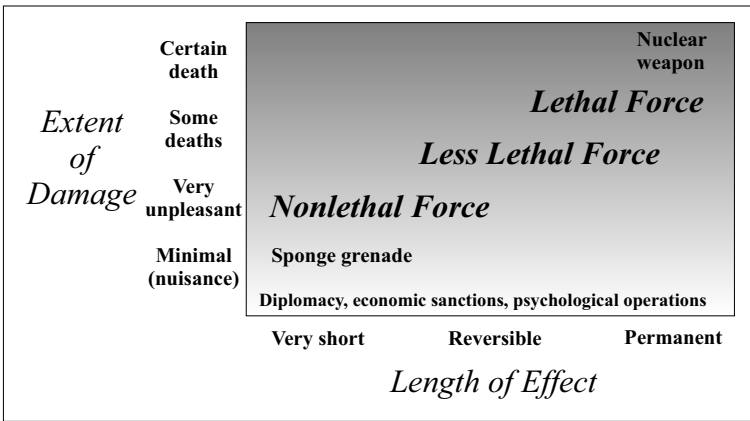 Extent
of
Damage
Certain
death
Some
deaths
Very
unpleasant
Minimal
(nuisance)
Nuclear
weapon
Lethal Force
Less Lethal Force
Nonlethal Force
Sponge grenade
Diplomacy, economic sanctions, psychological operations
Very short Reversible Permanent
Length of Effect